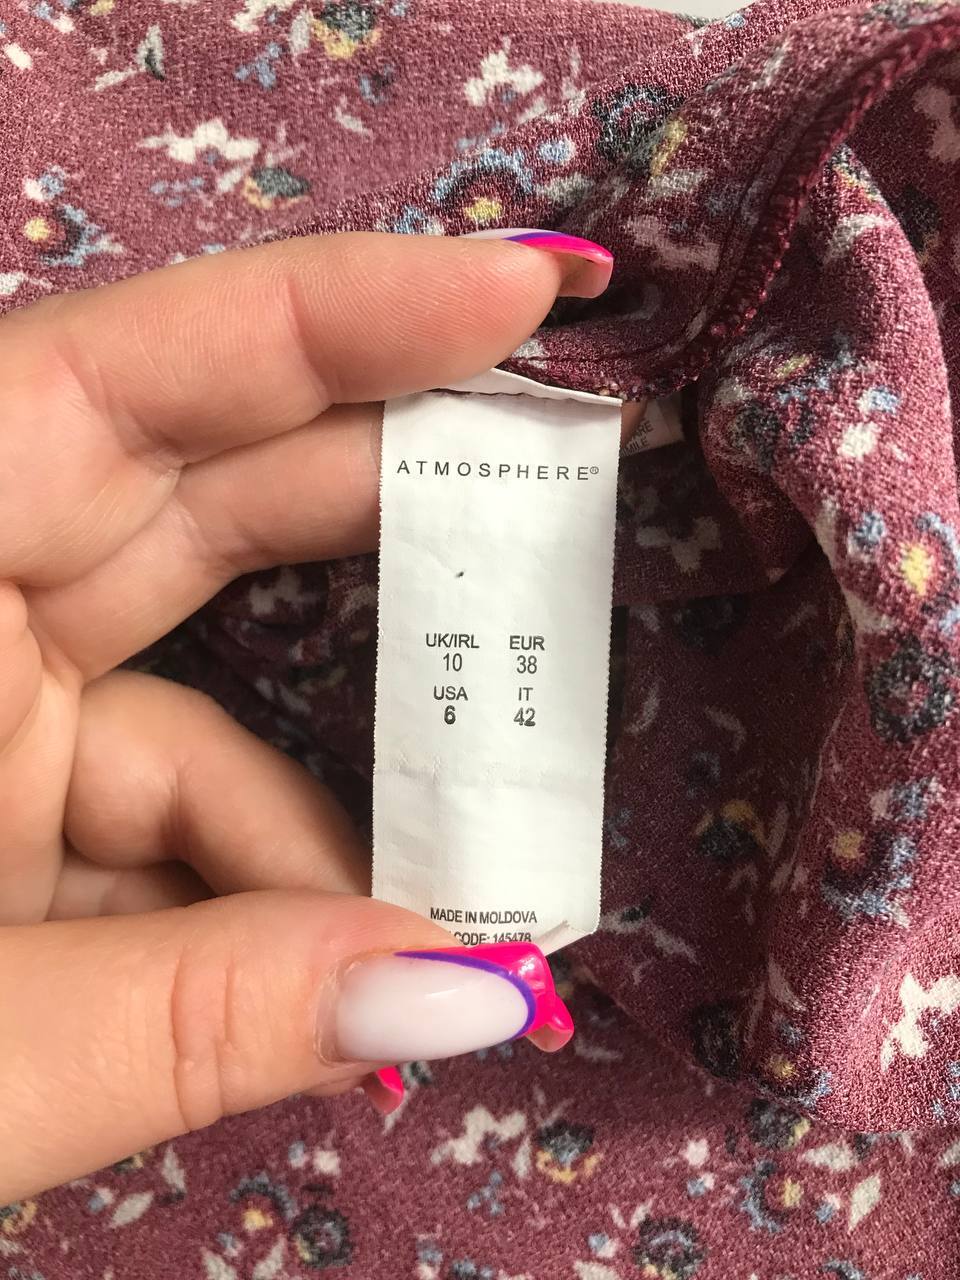 ATMOSPHERE®
UK/IRL EUR
10 38
USA IT
6 42
MADE IN MOLDOVA
CODE: 145478